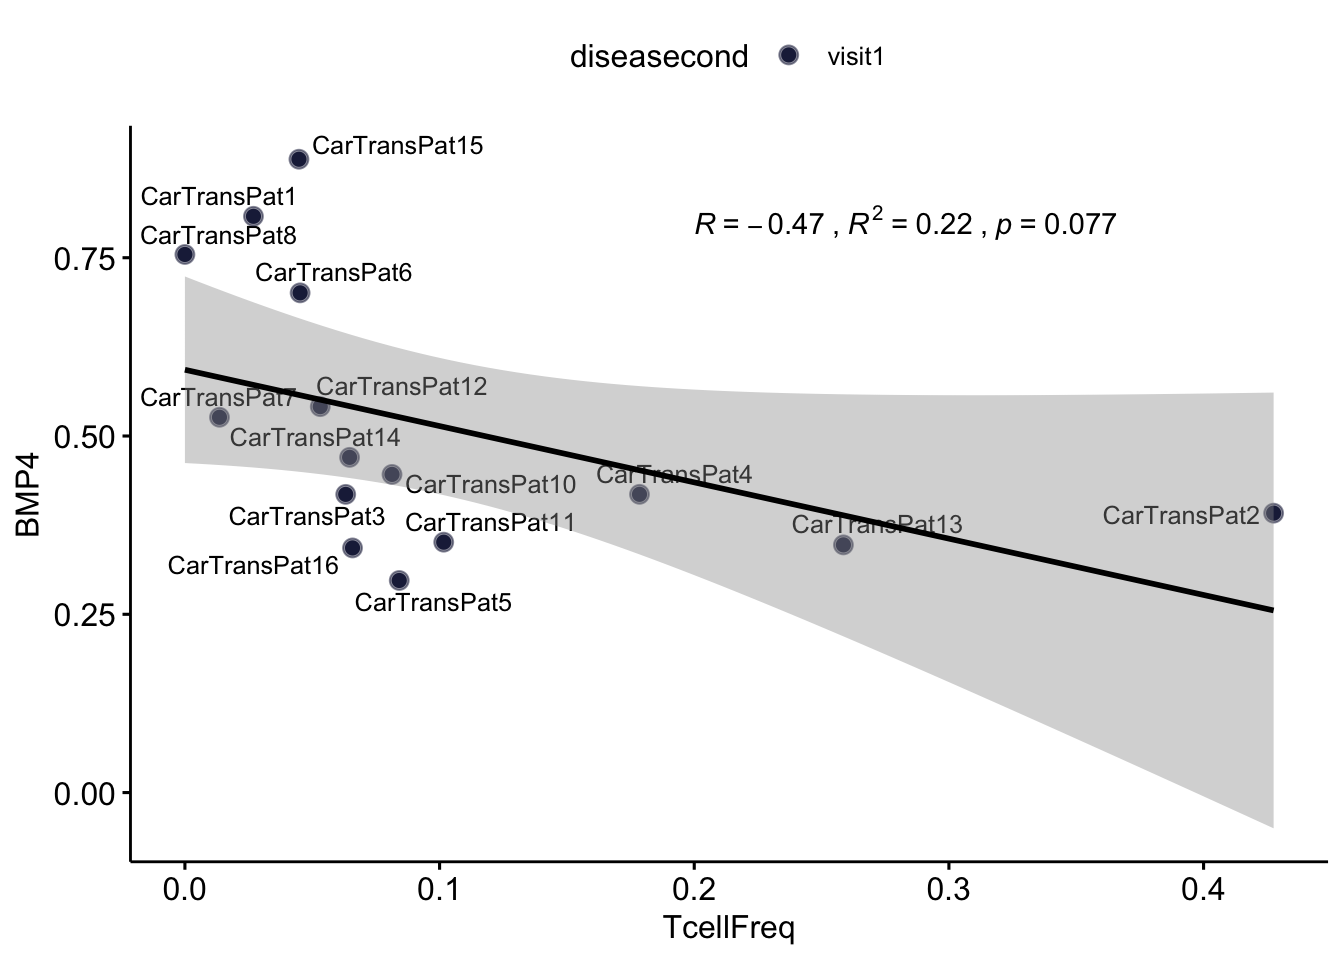 diseasecond visit1
CarTransPat15
CarTransPat1
R = −0.47 , R² = 0.22 , p = 0.077
CarTransPat8
0.75
CarTransPat6
CarTransPat12
CarTransPat7
0.50
CarTransPat14
CarTransPat4
CarTransPat10
BMP4
CarTransPat3
CarTransPat11
CarTransPat13
CarTransPat2
CarTransPat16
CarTransPat5
0.25
0.00
0.0 0.1 0.2 0.3 0.4
TcellFreq